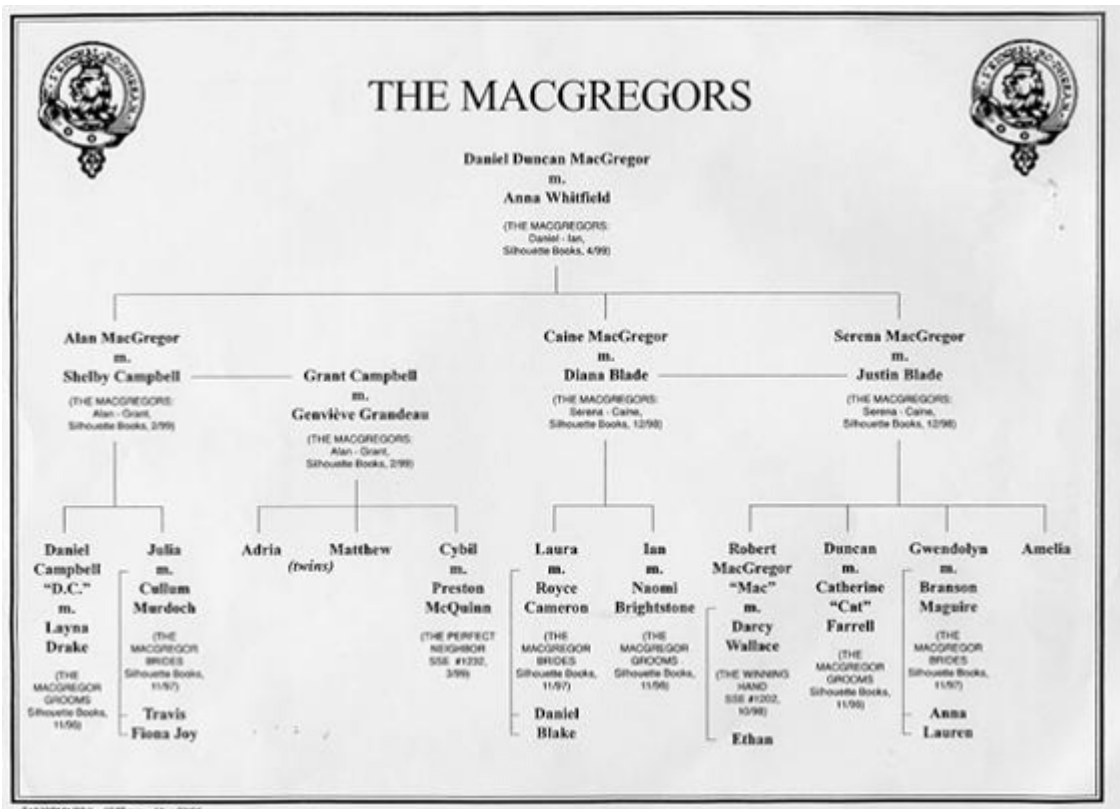 THE MACGREGORS
Daniel Duncan MacGregor
m.
Anna Whitfield
(THE MACGREGORS:
Daniel - Ian,
Silhouette Books, 4/99)
Alan MacGregor
m.
Shelby Campbell
(THE MACGREGORS:
Alan - Grant,
Silhouette Books, 2/99)
Grant Campbell
m.
Genviève Grandeau
(THE MACGREGORS:
Alan - Grant,
Silhouette Books, 2/99)
Caine MacGregor
m.
Diana Blade
(THE MACGREGORS:
Serena - Caine,
Silhouette Books, 12/98)
Serena MacGregor
m.
Justin Blade
(THE MACGREGORS:
Serena - Caine,
Silhouette Books, 12/98)
Daniel
Campbell
"D.C."
m.
Layna
Drake
(THE
MACGREGOR
GROOMS
Silhouette Books,
Julia
m.
Cullum
Murdoch
(THE
MACGREGOR
BRIDES
Silhouette Books,
11/97)
Travis
Fiona Joy
Adria
Matthew
(twins)
Cybil
m.
Preston
McQuinn
(THE PERFECT
NEIGHBOR
SSE #1232,
3/99)
Laura
m.
Royce
Cameron
(THE
MACGREGOR
BRIDES
Silhouette Books,
11/97)
Daniel
Blake
Ian
m.
Naomi
Brightstone
(THE
MACGREGOR
GROOMS
Silhouette Books,
11/98)
Robert
MacGregor
"Mac"
m.
Darcy
Wallace
(THE WINNING
HAND
SSE #1202,
10/98)
Ethan
Duncan
m.
Catherine
"Cat"
Farrell
(THE
MACGREGOR
GROOMS
Silhouette Books,
Gwendolyn
m.
Branson
Maguire
(THE
MACGREGOR
BRIDES
Silhouette Books,
11/97)
Anna
Lauren
Amelia